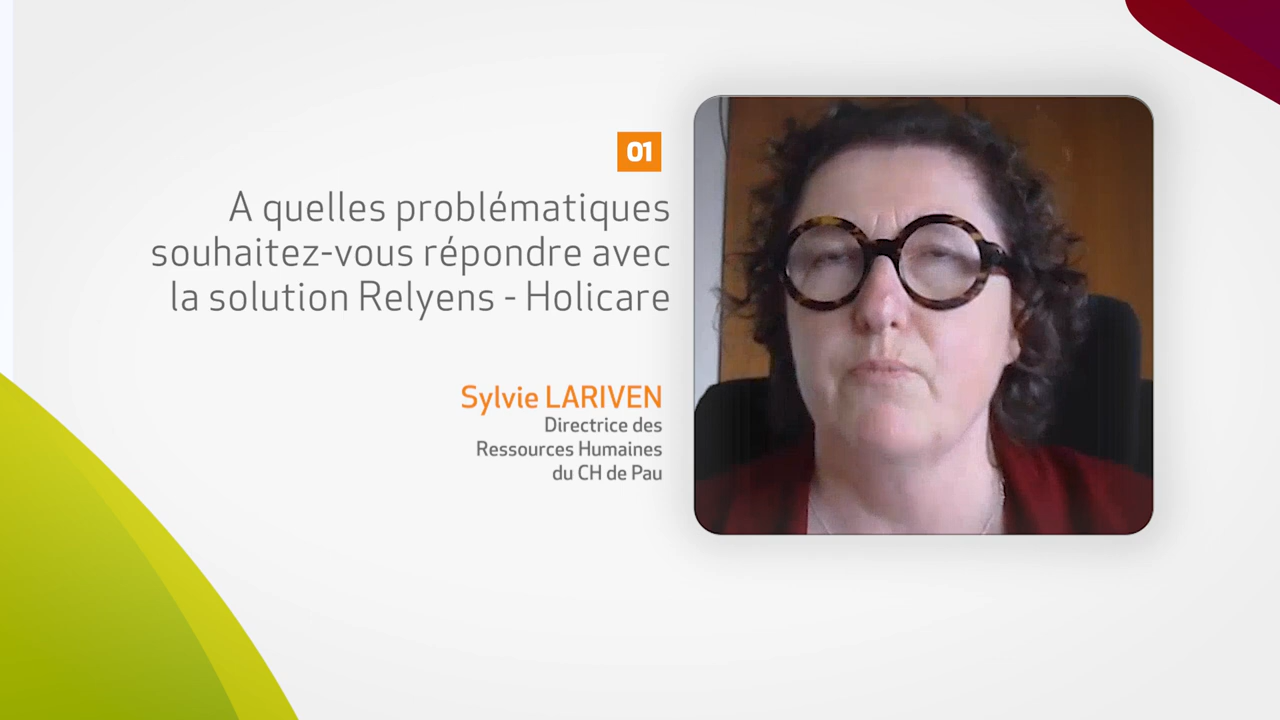 01
A quelles problématiques
souhaitez-vous répondre avec
la solution Relyens - Holicare
Sylvie LARIVEN
Directrice des
Ressources Humaines
du CH de Pau